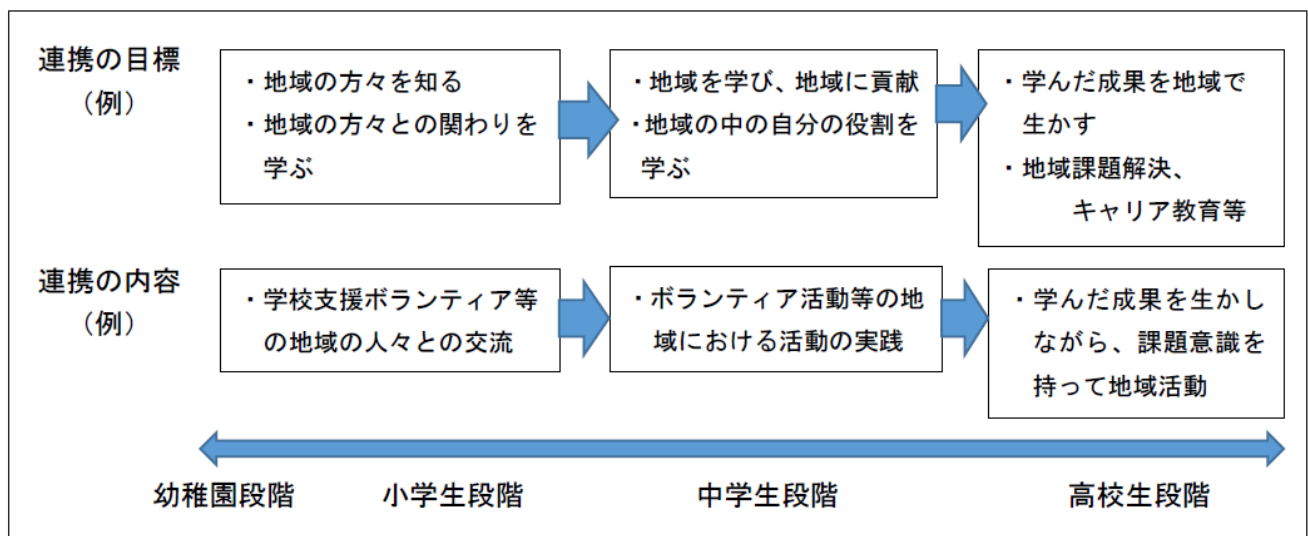 連携の目標
（例）
・地域の方々を知る
・地域の方々との関わりを
学ぶ
・地域を学び、地域に貢献
・地域の中の自分の役割を
学ぶ
・学んだ成果を地域で
生かす
・地域課題解決、
キャリア教育等
連携の内容
（例）
・学校支援ボランティア等
の地域の人々との交流
・ボランティア活動等の地
域における活動の実践
・学んだ成果を生かし
ながら、課題意識を
持って地域活動
幼稚園段階 小学生段階 中学生段階 高校生段階